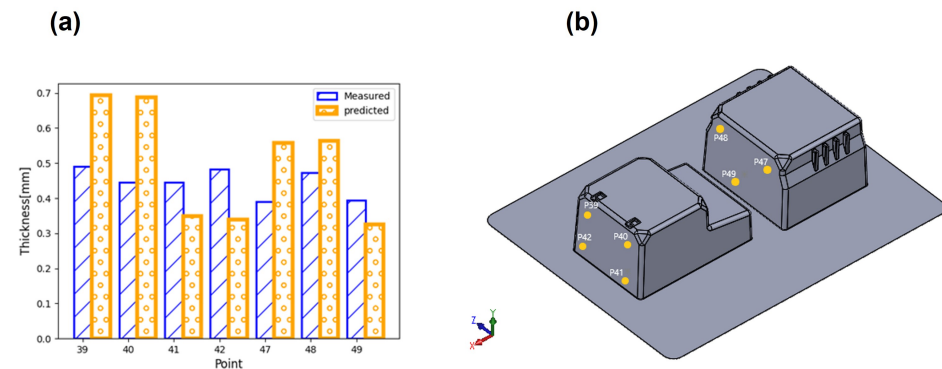 (a)
(b)
Thickness[mm]
0.7
0.6
0.5
0.4
0.3
0.2
0.1
0.0
Measured
predicted
39 40 41 42 47 48 49
Point
P48
P47
P49
P39
P42
P40
P41
Y
Z
X